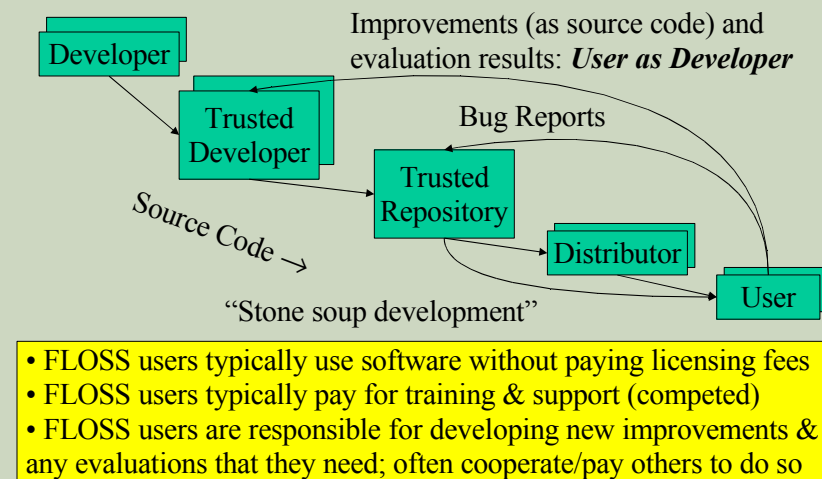 Improvements (as source code) and
evaluation results: User as Developer
Developer
Trusted
Developer
Bug Reports
Trusted
Repository
Source Code →
Distributor
User
“Stone soup development”
• FLOSS users typically use software without paying licensing fees
• FLOSS users typically pay for training & support (competed)
• FLOSS users are responsible for developing new improvements &
any evaluations that they need; often cooperate/pay others to do so